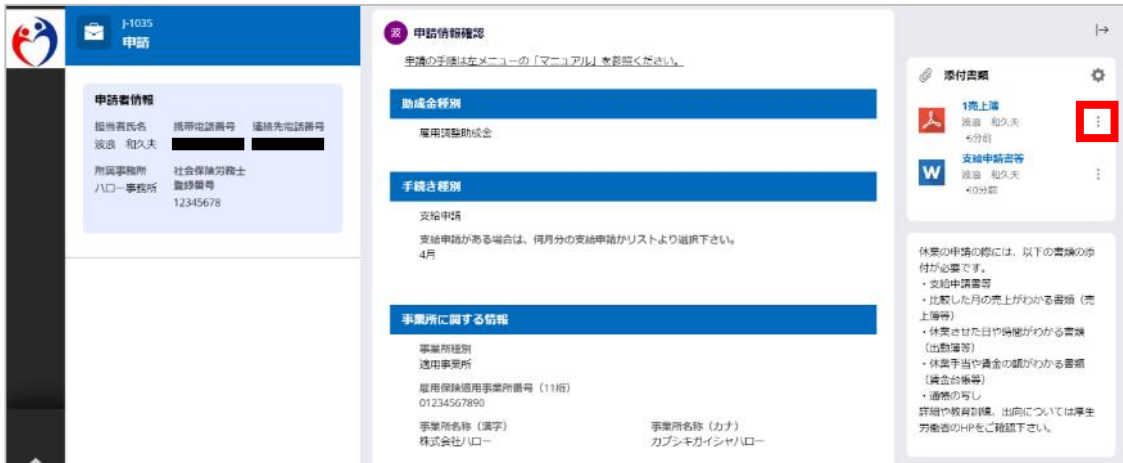 J-1035
申請
申請者情報
担当者氏名 携帯電話番号 連絡先電話番号
波浪 和久夫
所属事務所 社会保険労務士
ハロー事務所 登録番号
12345678
波 申請情報確認
申請の手順は左メニューの「マニュアル」を参照ください。
助成金種別
雇用調整助成金
手続き種別
支給申請
支給申請がある場合は、何月分の支給申請かリストより選択下さい。
4月
事業所に関する情報
事業所種別
適用事業所
雇用保険適用事業所番号（11桁）
01234567890
事業所名称（漢字） 事業所名称（カナ）
株式会社ハロー カブシキガイシャハロー
添付書類
1売上簿
波浪 和久夫
6分前
支給申請書等
波浪 和久夫
40分前
休業の申請の際には、以下の書類の添
付が必要です。
・支給申請書等
・比較した月の売上がわかる書類（売
上簿等）
・休業させた日や時間がわかる書類
（出勤簿等）
・休業手当や賃金の額がわかる書類
（賃金台帳等）
・通帳の写し
詳細や教育訓練、出向については厚生
労働省のHPをご確認下さい。